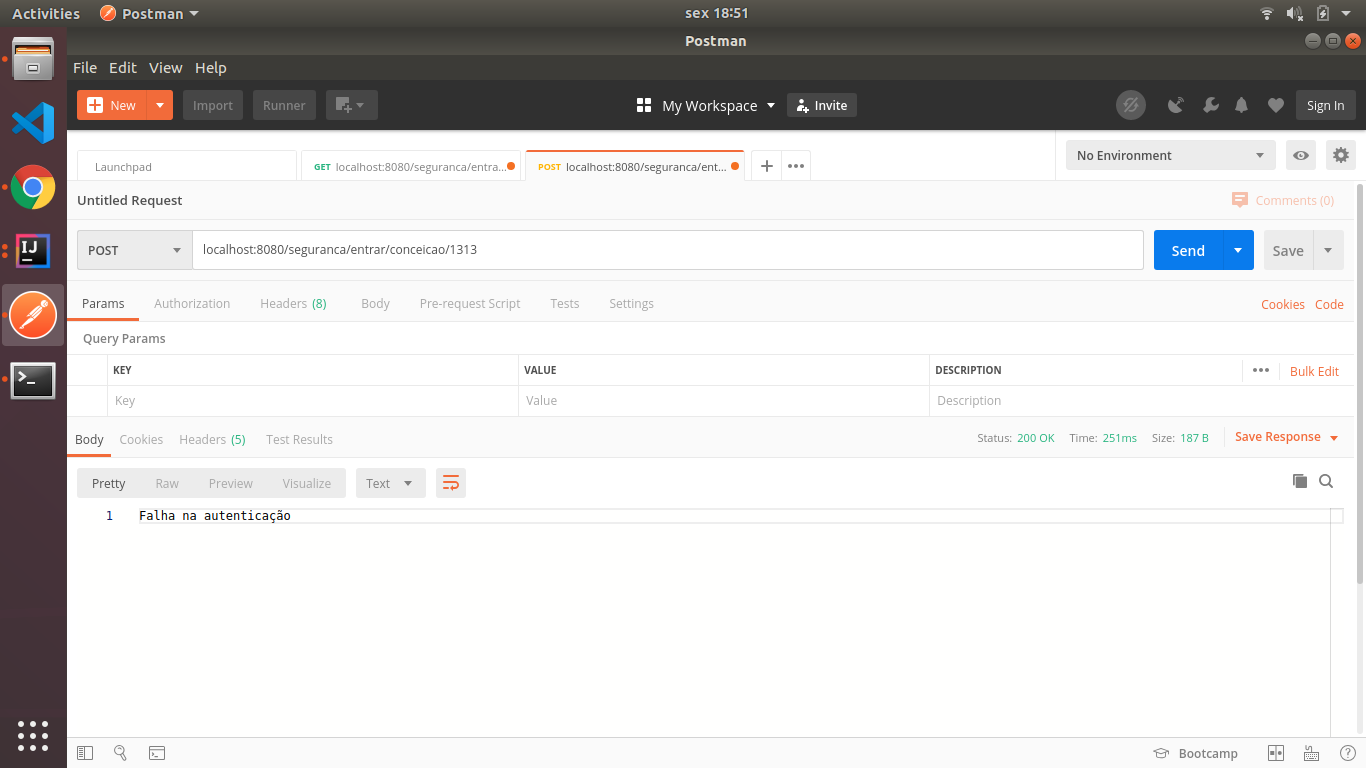 Activities Postman sex 18:51
Postman
File Edit View Help
New Import Runner My Workspace Invite Sign In
Launchpad GET localhost:8080/seguranca/entra... POST localhost:8080/seguranca/ent... No Environment
Untitled Request Comments (0)
POST localhost:8080/seguranca/entrar/conceicao/1313 Send Save
Params Authorization Headers (8) Body Pre-request Script Tests Settings Cookies Code
Query Params
KEY VALUE DESCRIPTION Bulk Edit
Key Value Description
Body Cookies Headers (5) Test Results Status: 200 OK Time: 251ms Size: 187 B Save Response
Pretty Raw Preview Visualize Text
1 Falha na autenticação
Bootcamp